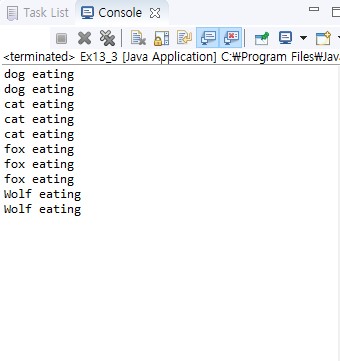 Task List Console
<terminated> Ex13_3 [Java Application] C:₩Program Files₩Java
dog eating
dog eating
cat eating
cat eating
cat eating
fox eating
fox eating
fox eating
Wolf eating
Wolf eating